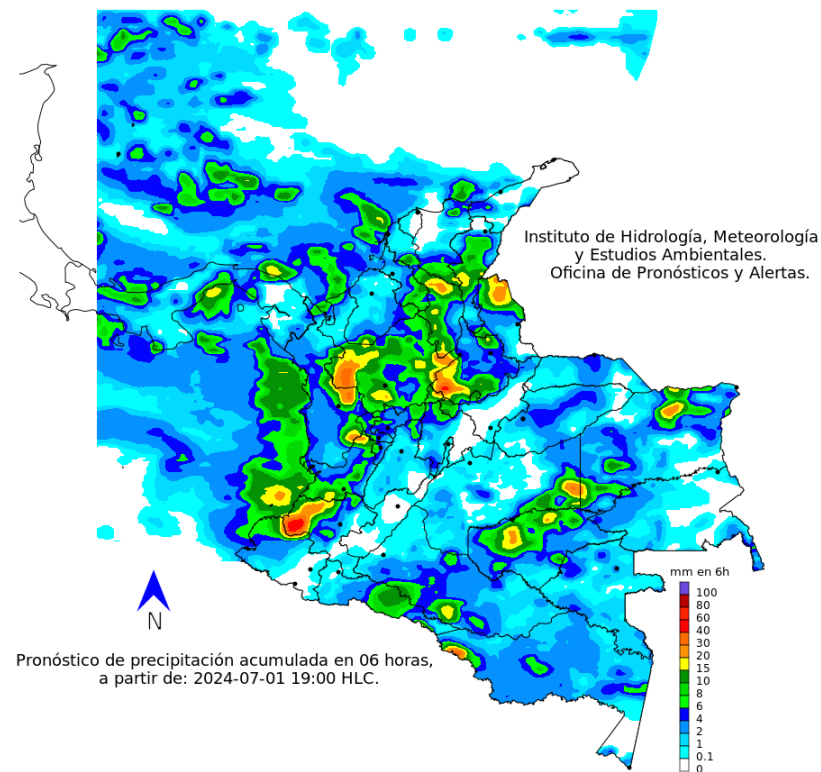 Instituto de Hidrología, Meteorología
y Estudios Ambientales.
Oficina de Pronósticos y Alertas.
mm en 6h
100
80
60
40
30
20
15
10
8
6
4
2
1
0.1
0
N
Pronóstico de precipitación acumulada en 06 horas,
a partir de: 2024-07-01 19:00 HLC.